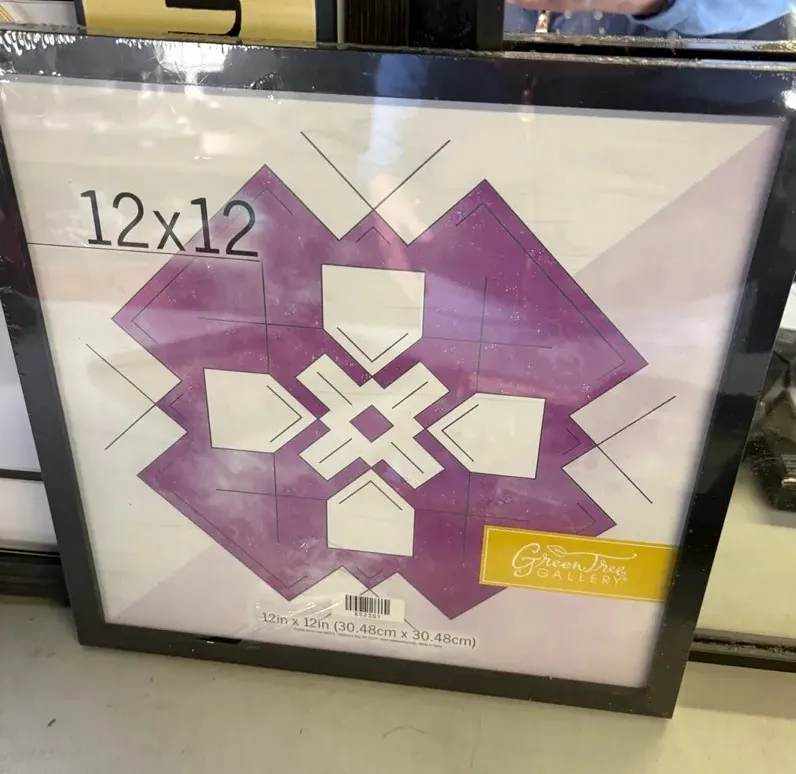 12x12
Green Tree
GALLERY
12in x 12in (30.48cm x 30.48cm)